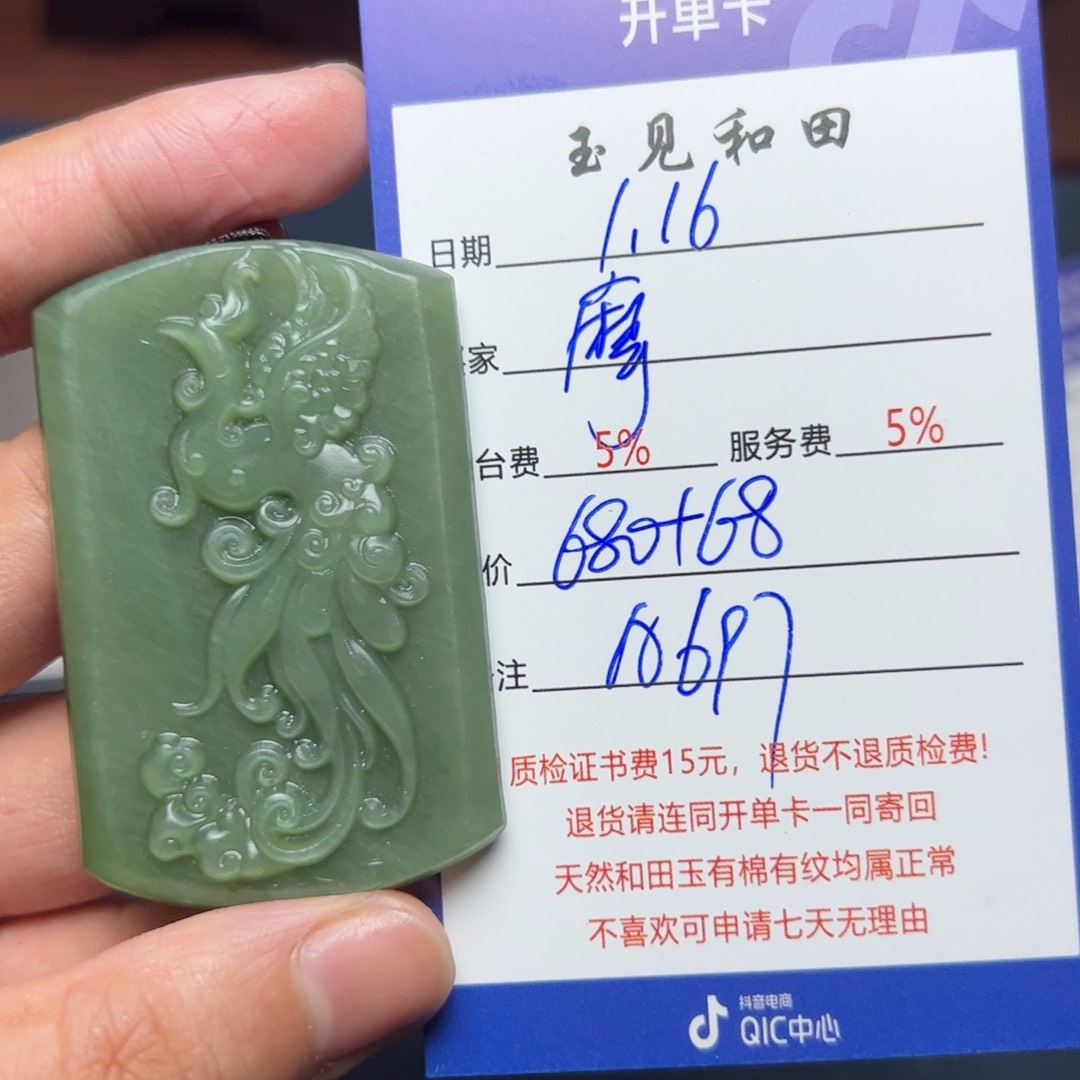 开单卡
玉见和田
日期 1.16
家
台费 5% 服务费 5%
价 680+68
注
质检证书费15元，退货不退质检费！
退货请连同开单卡一同寄回
天然和田玉有棉有纹均属正常
不喜欢可申请七天无理由
抖音电商
QIC中心